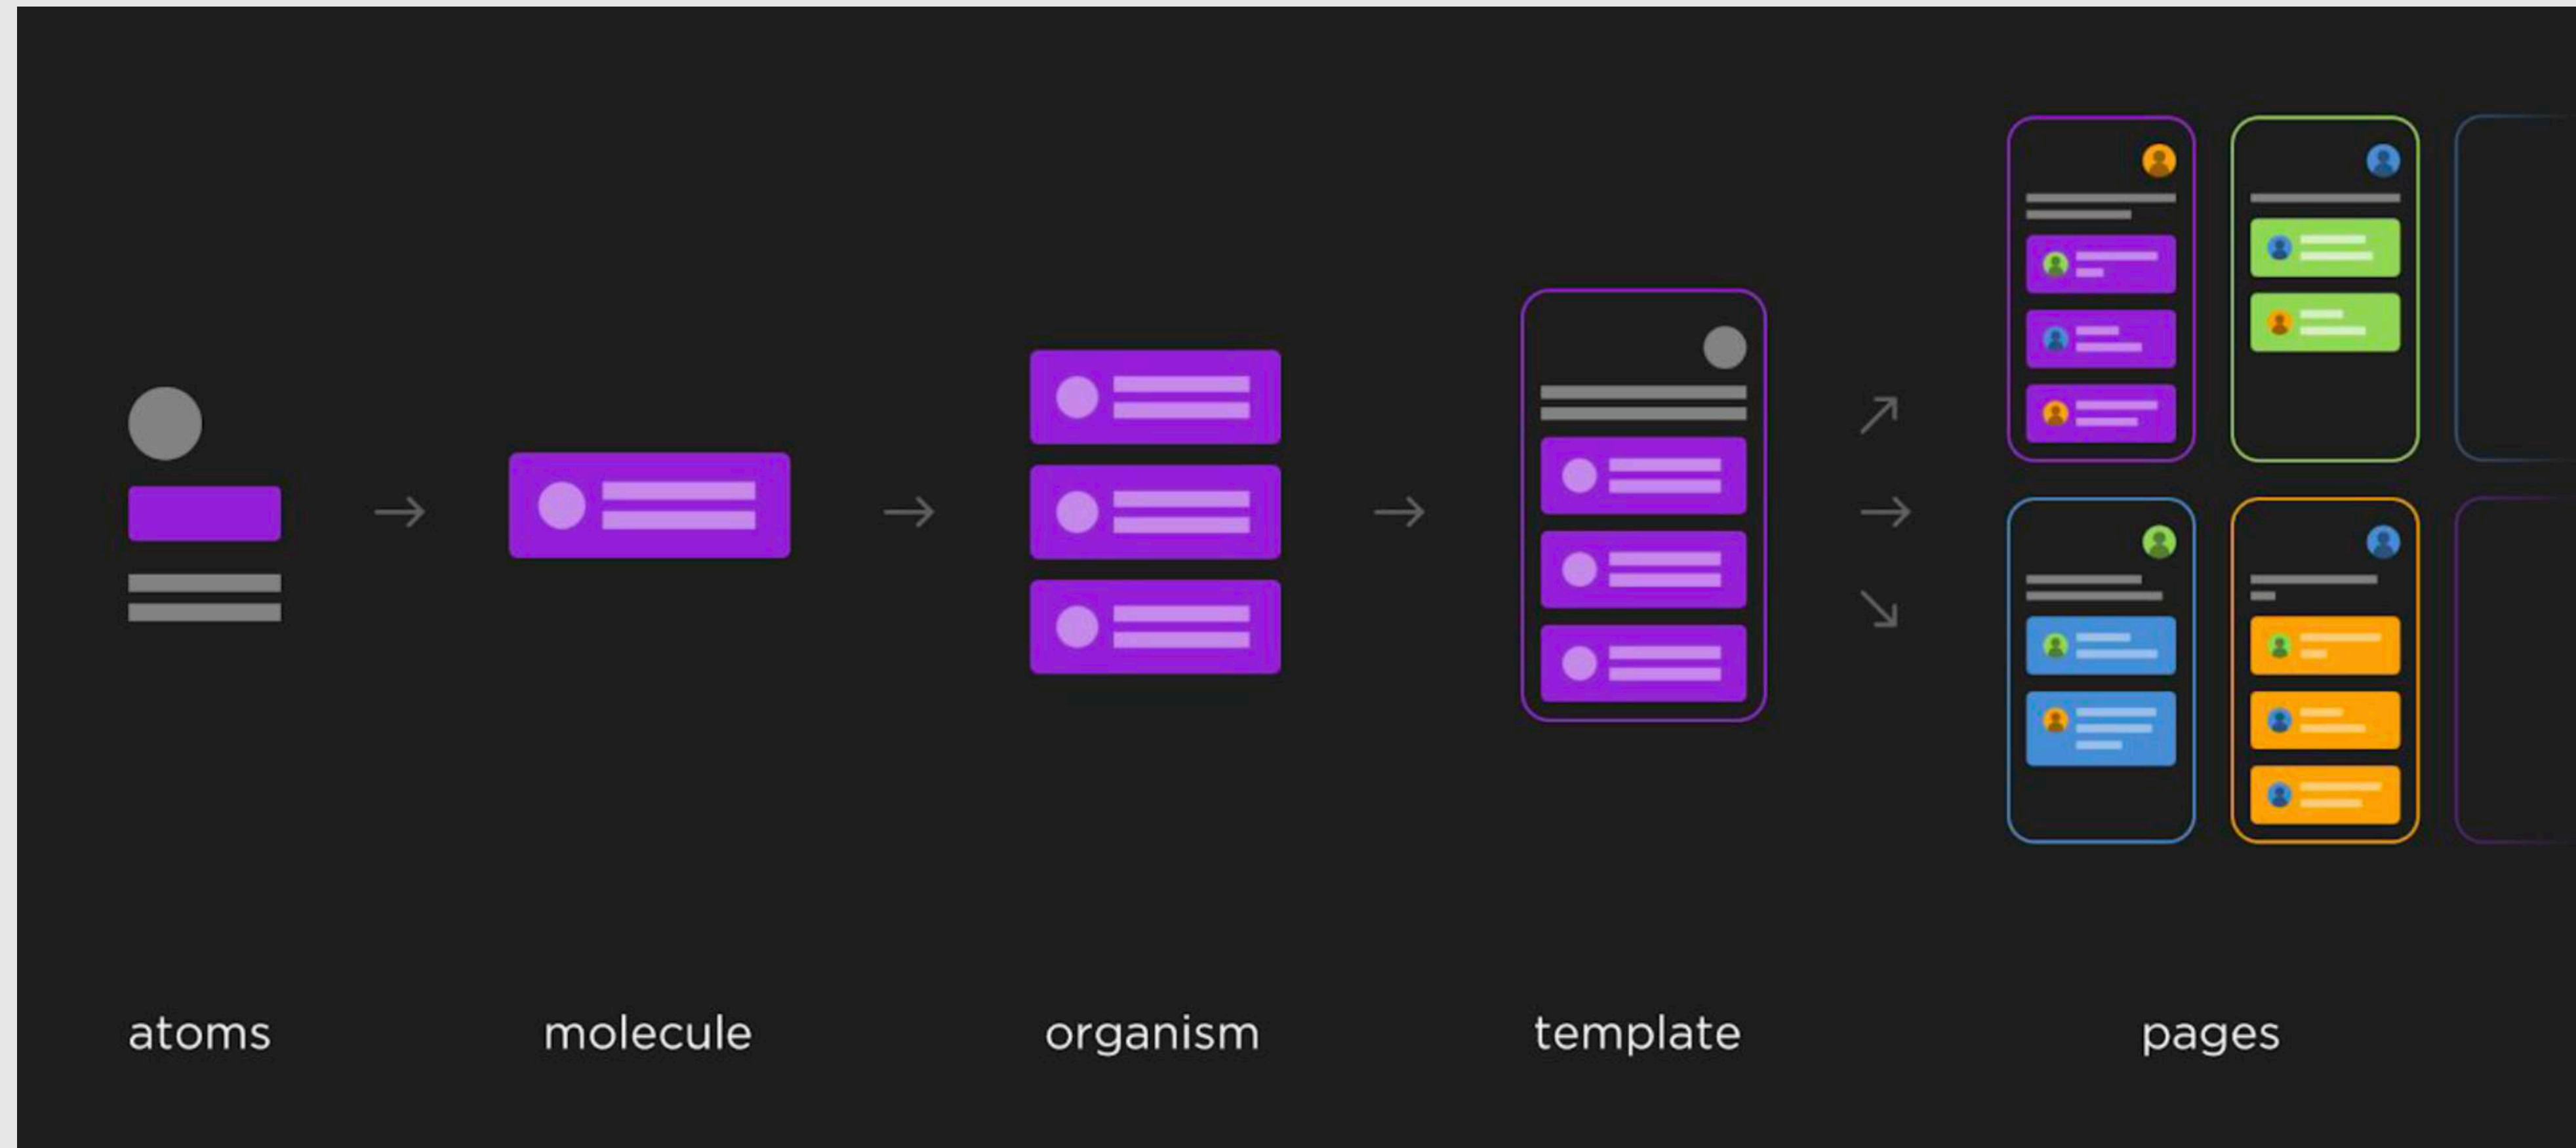 atoms
molecule
organism
template
pages